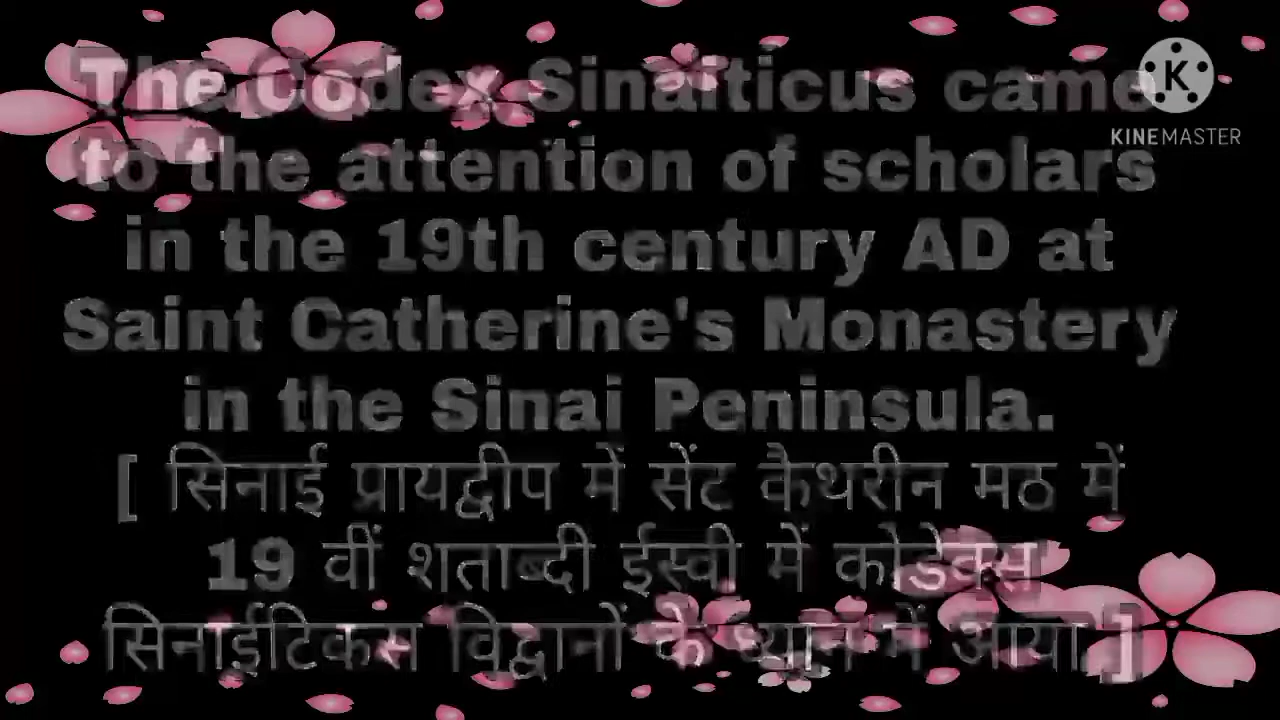 The Codex Sinaiticus came
to the attention of scholars
in the 19th century AD at
Saint Catherine's Monastery
in the Sinai Peninsula.
[ सिनाई प्रायद्वीप में सेंट कैथरीन मठ में
19 वीं शताब्दी ईस्वी में कोडेक्स
सिनाईटिकस विद्वानों के ध्यान में आया ]
K
KINEMASTER